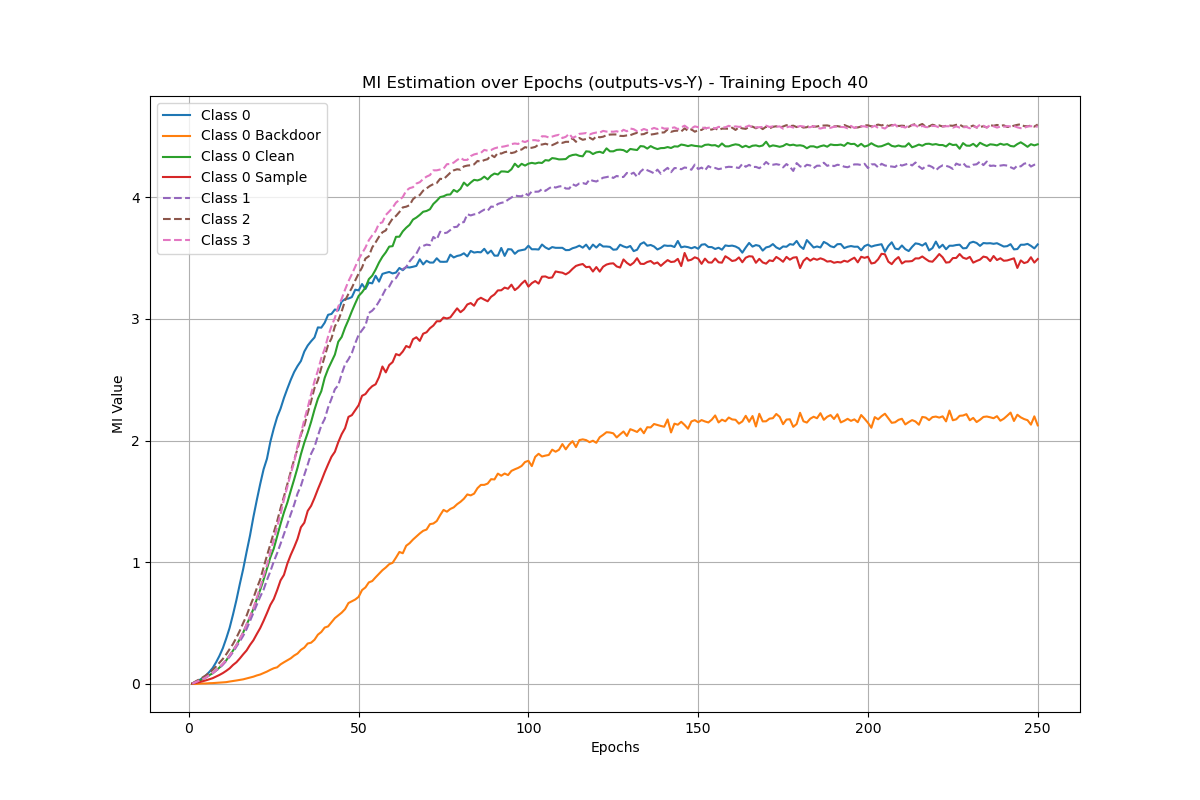 MI Estimation over Epochs (outputs-vs-Y) - Training Epoch 40
Class 0
Class 0 Backdoor
Class 0 Clean
Class 0 Sample
Class 1
Class 2
Class 3
MI Value
4
3
2
1
0
0 50 100 150 200 250
Epochs